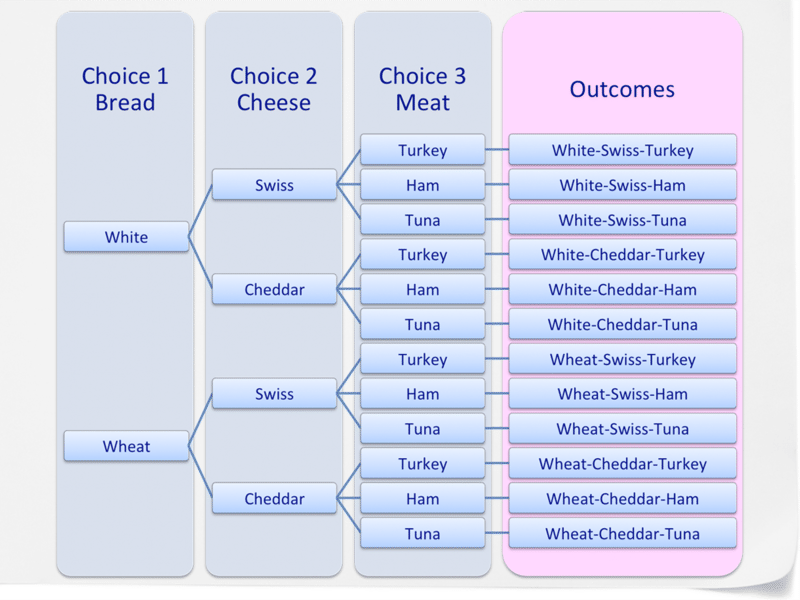 Choice 1
Bread
Choice 2
Cheese
Choice 3
Meat
Outcomes
White
Wheat
Swiss
Cheddar
Swiss
Cheddar
Turkey
Ham
Tuna
Turkey
Ham
Tuna
Turkey
Ham
Tuna
Turkey
Ham
Tuna
White-Swiss-Turkey
White-Swiss-Ham
White-Swiss-Tuna
White-Cheddar-Turkey
White-Cheddar-Ham
White-Cheddar-Tuna
Wheat-Swiss-Turkey
Wheat-Swiss-Ham
Wheat-Swiss-Tuna
Wheat-Cheddar-Turkey
Wheat-Cheddar-Ham
Wheat-Cheddar-Tuna